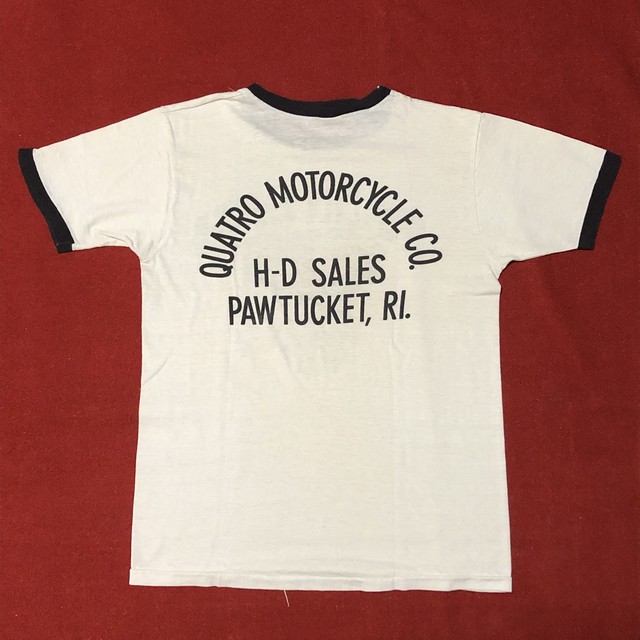 QUATRO MOTORCYCLE CO.
H-D SALES
PAWTUCKET, RI.